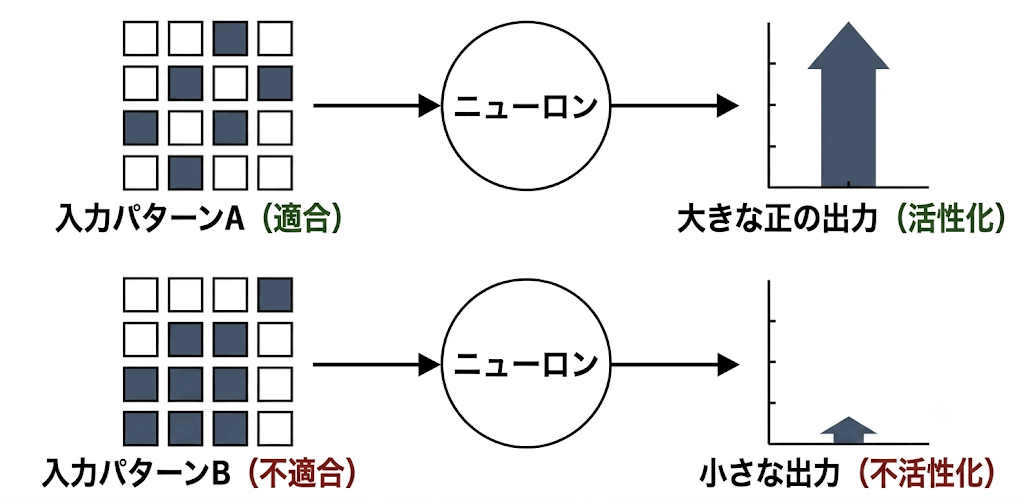 ニューロン
入力パターンA（適合）
大きな正の出力（活性化）
ニューロン
入力パターンB（不適合）
小さな出力（不活性化）